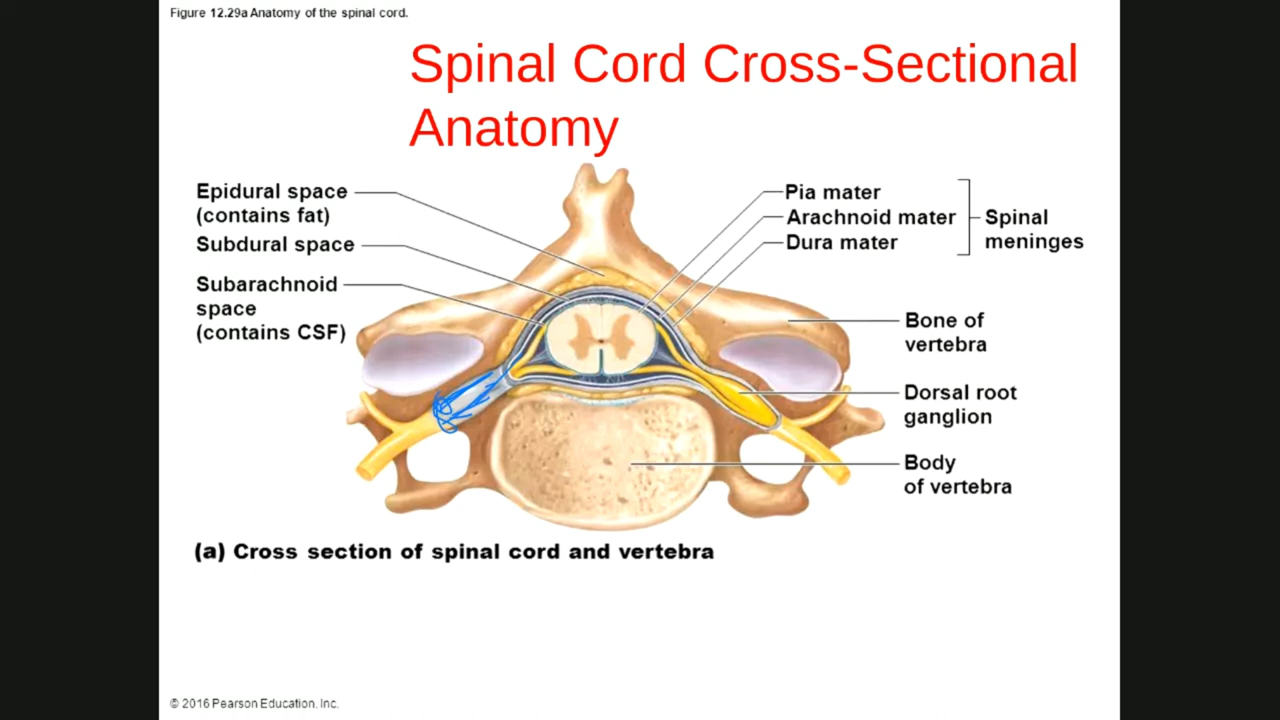 Figure 12.29a Anatomy of the spinal cord.
Spinal Cord Cross-Sectional
Anatomy
Epidural space
(contains fat)
Subdural space
Subarachnoid
space
(contains CSF)
Pia mater
Arachnoid mater
Dura mater
Spinal
meninges
Bone of
vertebra
Dorsal root
ganglion
Body
of vertebra
(a) Cross section of spinal cord and vertebra
© 2016 Pearson Education, Inc.